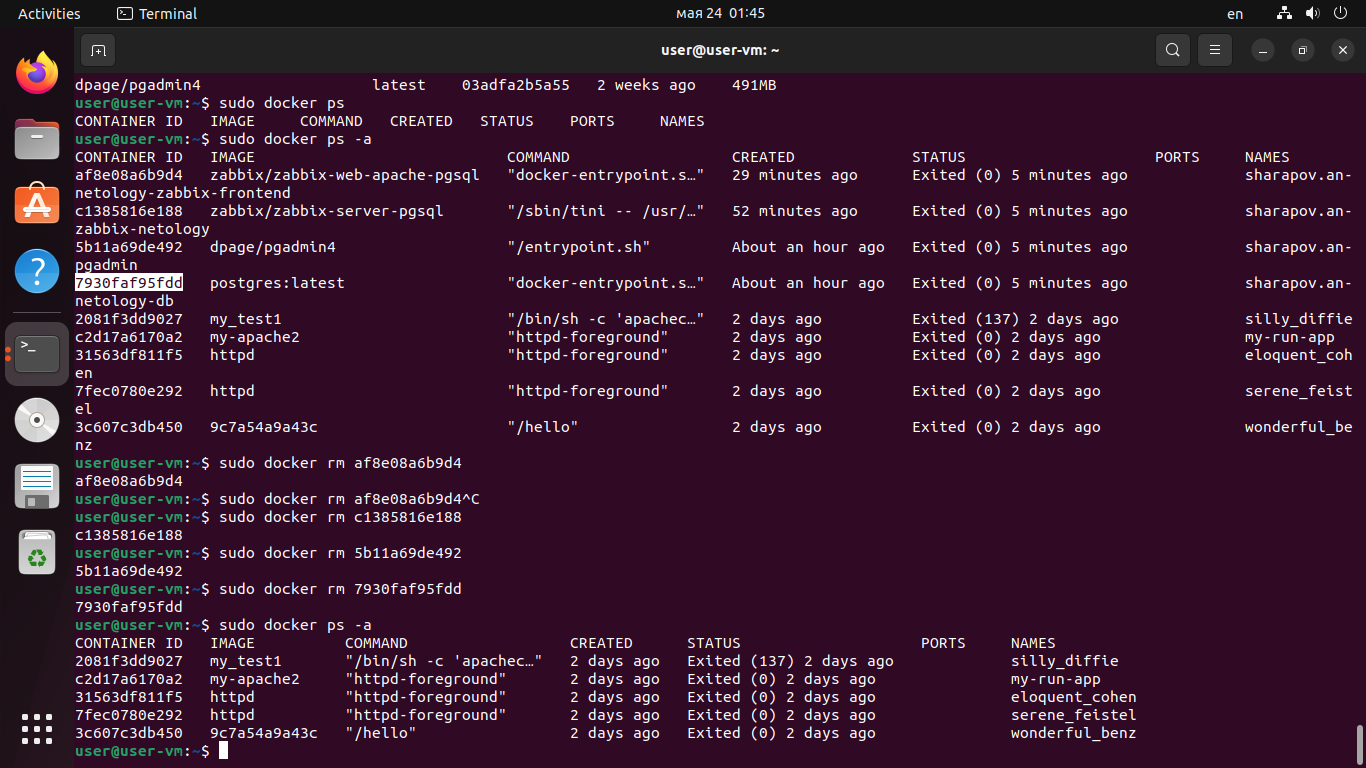 Activities Terminal мая 24 01:45 en
user@user-vm: ~
dpage/pgadmin4 latest 03adfa2b5a55 2 weeks ago 491MB
user@user-vm:~$ sudo docker ps
CONTAINER ID IMAGE COMMAND CREATED STATUS PORTS NAMES
user@user-vm:~$ sudo docker ps -a
CONTAINER ID IMAGE COMMAND CREATED STATUS PORTS NAMES
af8e08a6b9d4 zabbix/zabbix-web-apache-pgsql "docker-entrypoint.s…" 29 minutes ago Exited (0) 5 minutes ago sharapov.an-
netology-zabbix-frontend
c1385816e188 zabbix/zabbix-server-pgsql "/sbin/tini -- /usr/…" 52 minutes ago Exited (0) 5 minutes ago sharapov.an-
zabbix-netology
5b11a69de492 dpage/pgadmin4 "/entrypoint.sh" About an hour ago Exited (0) 5 minutes ago sharapov.an-
pgadmin
7930faf95fdd postgres:latest "docker-entrypoint.s…" About an hour ago Exited (0) 5 minutes ago sharapov.an-
netology-db
2081f3dd9027 my_test1 "/bin/sh -c 'apachec…" 2 days ago Exited (137) 2 days ago silly_diffie
c2d17a6170a2 my-apache2 "httpd-foreground" 2 days ago Exited (0) 2 days ago my-run-app
31563df811f5 httpd "httpd-foreground" 2 days ago Exited (0) 2 days ago eloquent_coh
en
7fec0780e292 httpd "httpd-foreground" 2 days ago Exited (0) 2 days ago serene_feist
el
3c607c3db450 9c7a54a9a43c "/hello" 2 days ago Exited (0) 2 days ago wonderful_be
nz
user@user-vm:~$ sudo docker rm af8e08a6b9d4
af8e08a6b9d4
user@user-vm:~$ sudo docker rm af8e08a6b9d4^C
user@user-vm:~$ sudo docker rm c1385816e188
c1385816e188
user@user-vm:~$ sudo docker rm 5b11a69de492
5b11a69de492
user@user-vm:~$ sudo docker rm 7930faf95fdd
7930faf95fdd
user@user-vm:~$ sudo docker ps -a
CONTAINER ID IMAGE COMMAND CREATED STATUS PORTS NAMES
2081f3dd9027 my_test1 "/bin/sh -c 'apachec…" 2 days ago Exited (137) 2 days ago silly_diffie
c2d17a6170a2 my-apache2 "httpd-foreground" 2 days ago Exited (0) 2 days ago my-run-app
31563df811f5 httpd "httpd-foreground" 2 days ago Exited (0) 2 days ago eloquent_cohen
7fec0780e292 httpd "httpd-foreground" 2 days ago Exited (0) 2 days ago serene_feistel
3c607c3db450 9c7a54a9a43c "/hello" 2 days ago Exited (0) 2 days ago wonderful_benz
user@user-vm:~$